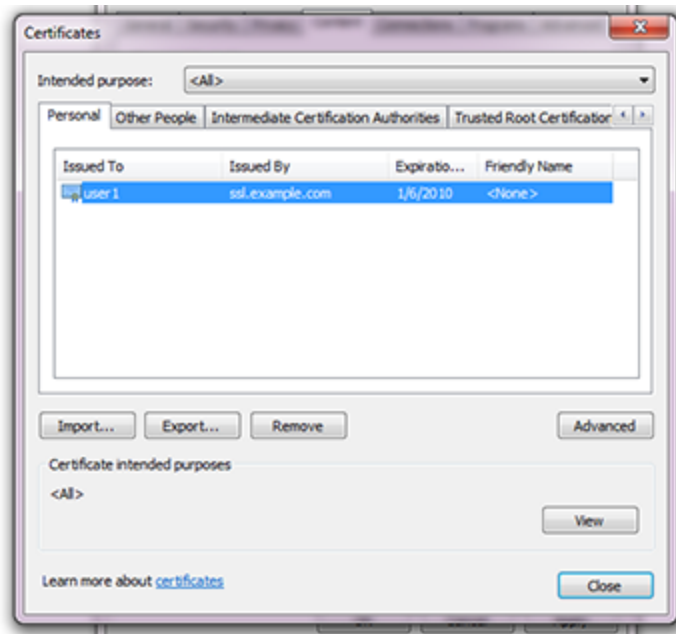 Certificates
Intended purpose: <All>
Personal Other People Intermediate Certification Authorities Trusted Root Certification
Issued To Issued By Expiratio... Friendly Name
user1 ssl.example.com 1/6/2010 <None>
Import... Export... Remove Advanced
Certificate intended purposes
<All>
View
Learn more about certificates
Close